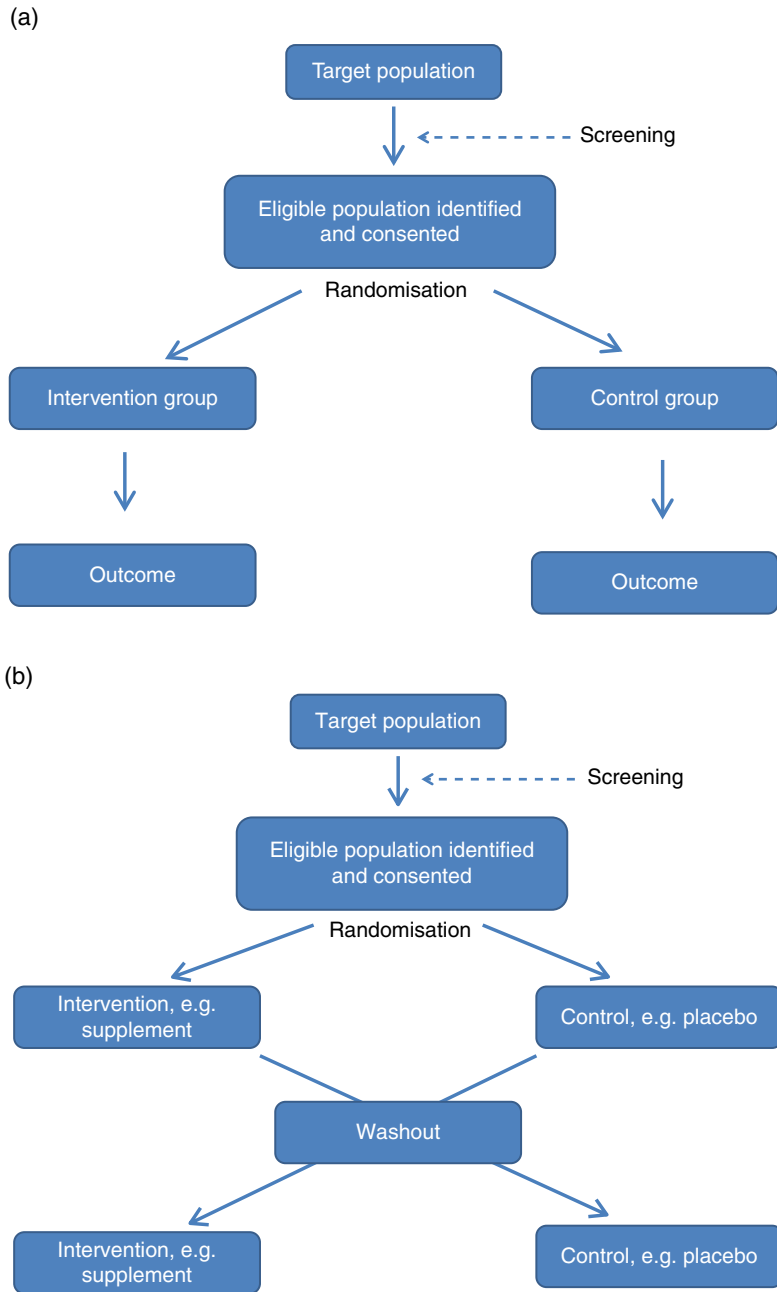 (a)
Target population
Screening
Eligible population identified
and consented
Randomisation
Intervention group
Control group
Outcome
Outcome
(b)
Target population
Screening
Eligible population identified
and consented
Randomisation
Intervention, e.g.
supplement
Control, e.g. placebo
Washout
Intervention, e.g.
supplement
Control, e.g. placebo